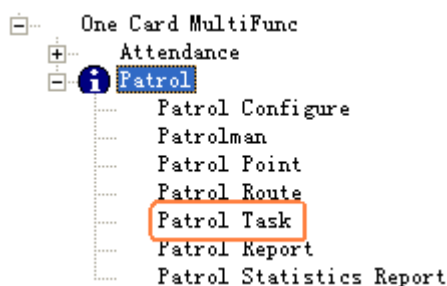 One Card MultiFunc
Attendance
Patrol
Patrol Configure
Patrolman
Patrol Point
Patrol Route
Patrol Task
Patrol Report
Patrol Statistics Report